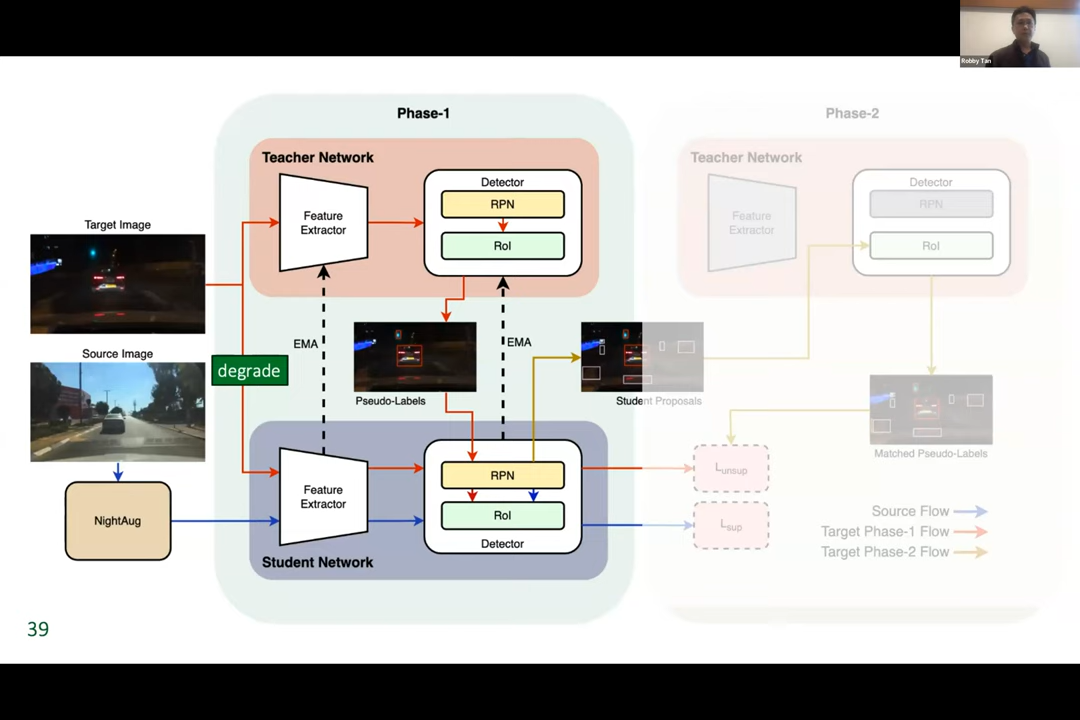 Robby Tan
Phase-1
Phase-2
Teacher Network
Feature
Extractor
Detector
RPN
RoI
Teacher Network
Feature
Extractor
Detector
RPN
RoI
Target Image
Source Image
degrade
EMA
EMA
Pseudo-Labels
Student Proposals
Matched Pseudo-Labels
NightAug
Feature
Extractor
RPN
RoI
Detector
Student Network
Lunsup
Lsup
Source Flow
Target Phase-1 Flow
Target Phase-2 Flow
39